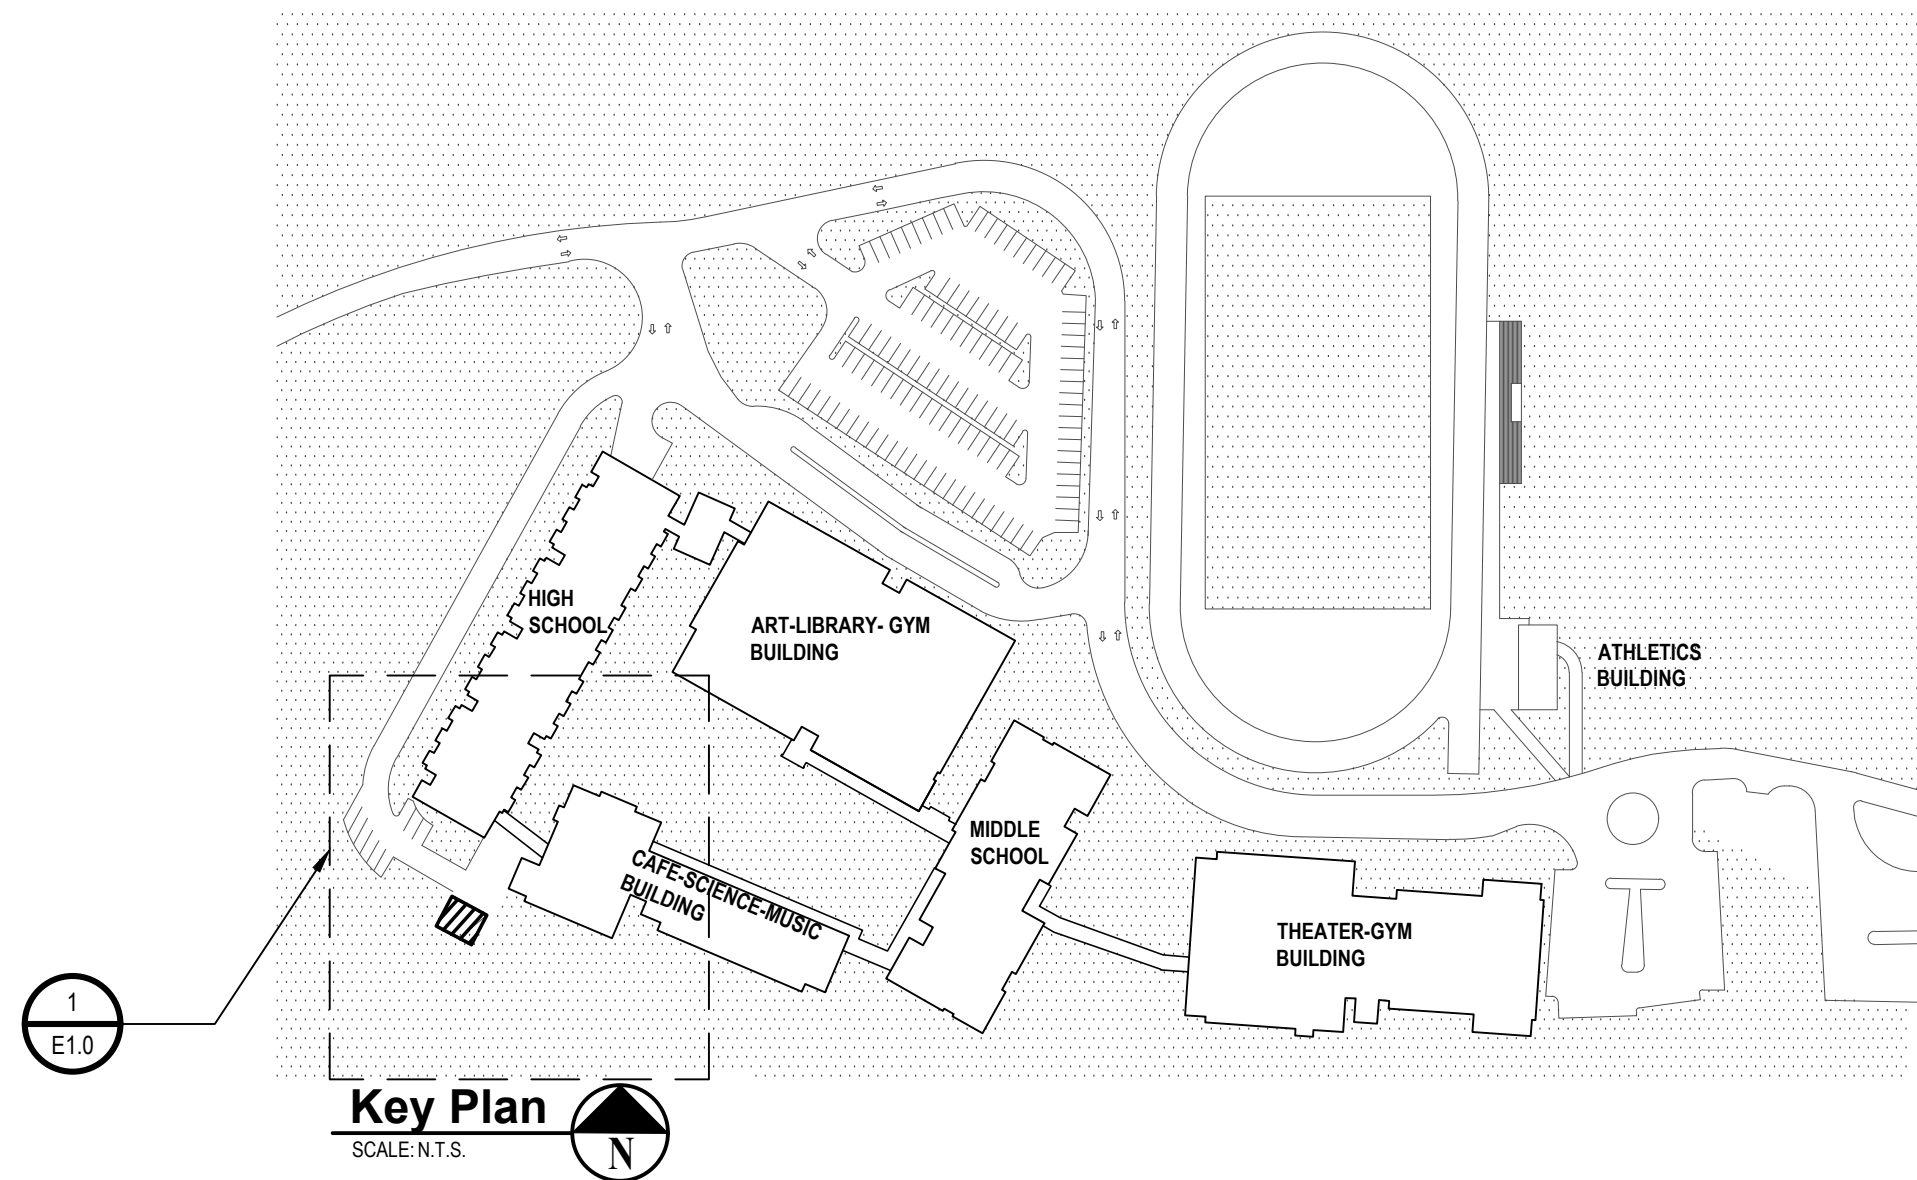 HIGH
SCHOOL
ART-LIBRARY- GYM
BUILDING
ATHLETICS
BUILDING
MIDDLE
SCHOOL
CAFE-SCIENCE-MUSIC
BUILDING
THEATER-GYM
BUILDING
1
E1.0
Key Plan
SCALE: N.T.S.
N